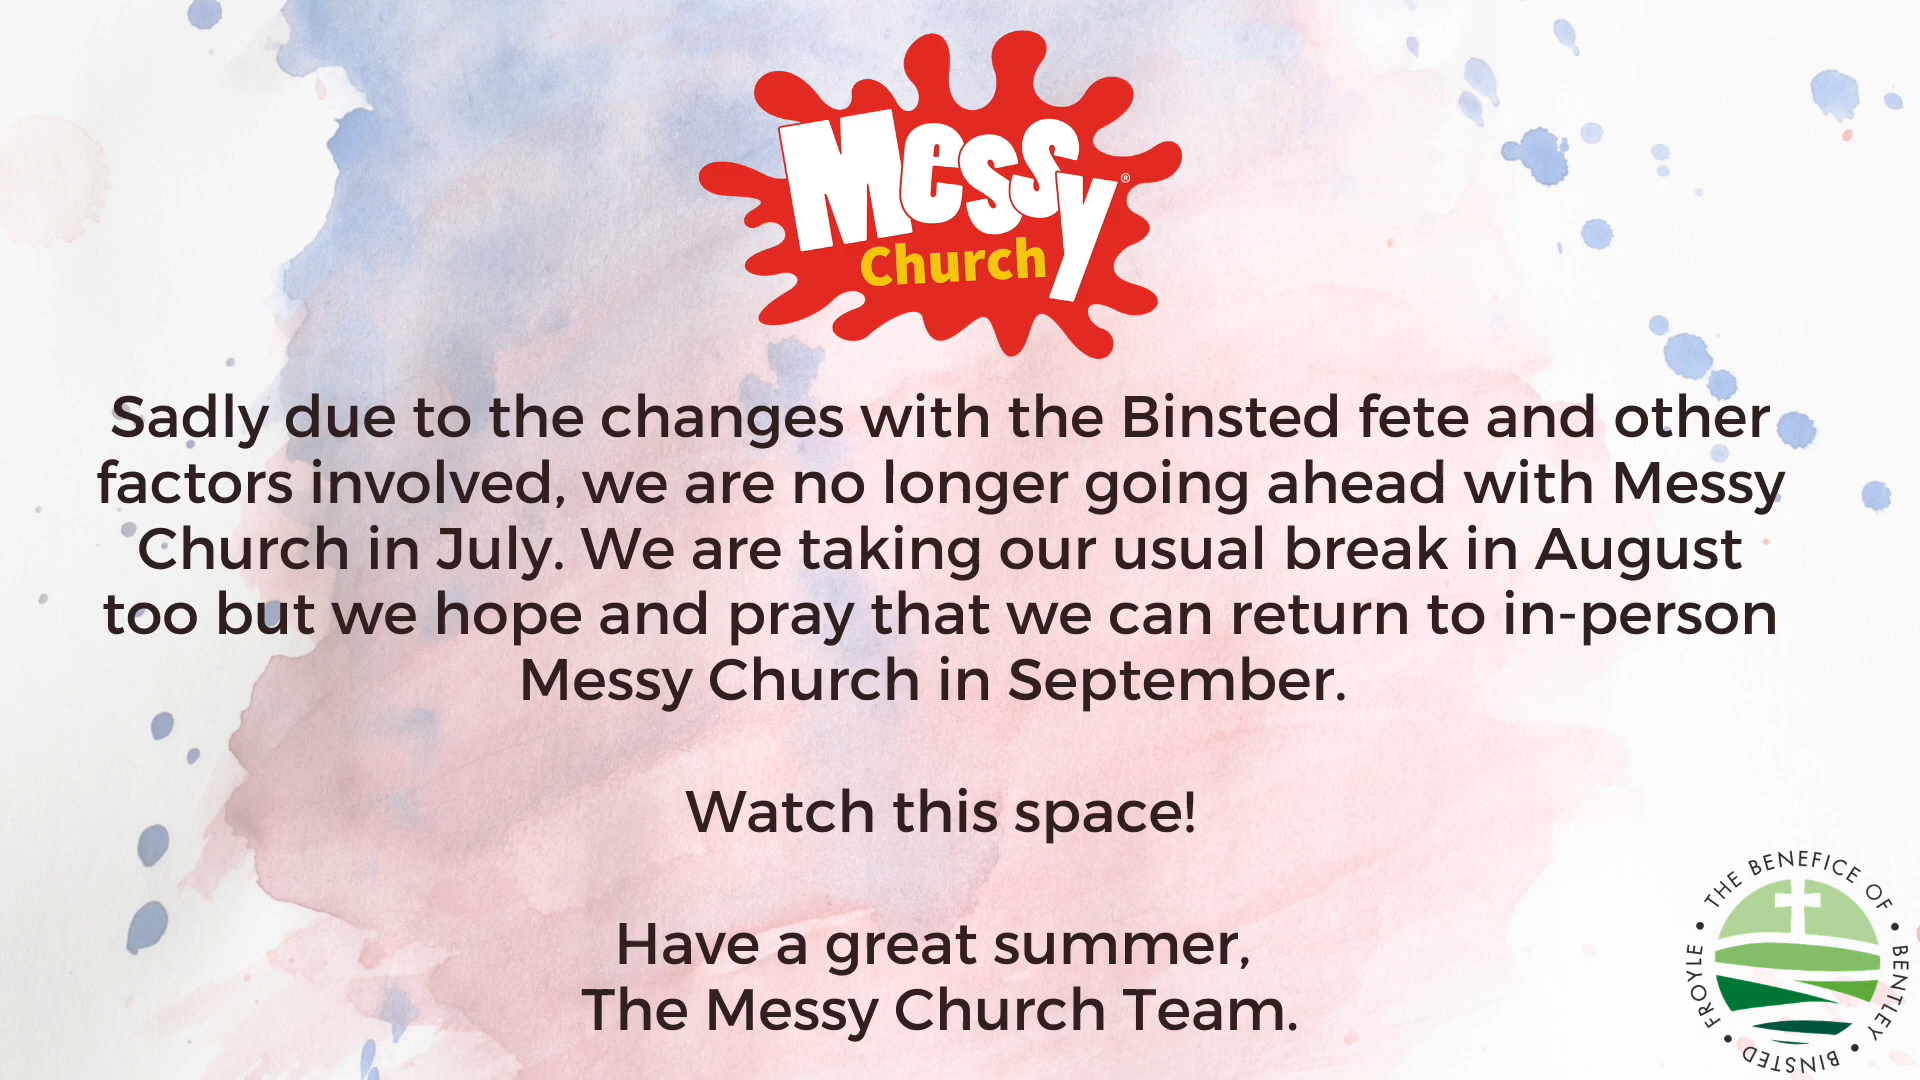 Messy
®
Church
Sadly due to the changes with the Binsted fete and other
factors involved, we are no longer going ahead with Messy
Church in July. We are taking our usual break in August
too but we hope and pray that we can return to in-person
Messy Church in September.
Watch this space!
Have a great summer,
The Messy Church Team.
THE BENEFICE OF • BENTLEY • BINSTED • FROYLE •